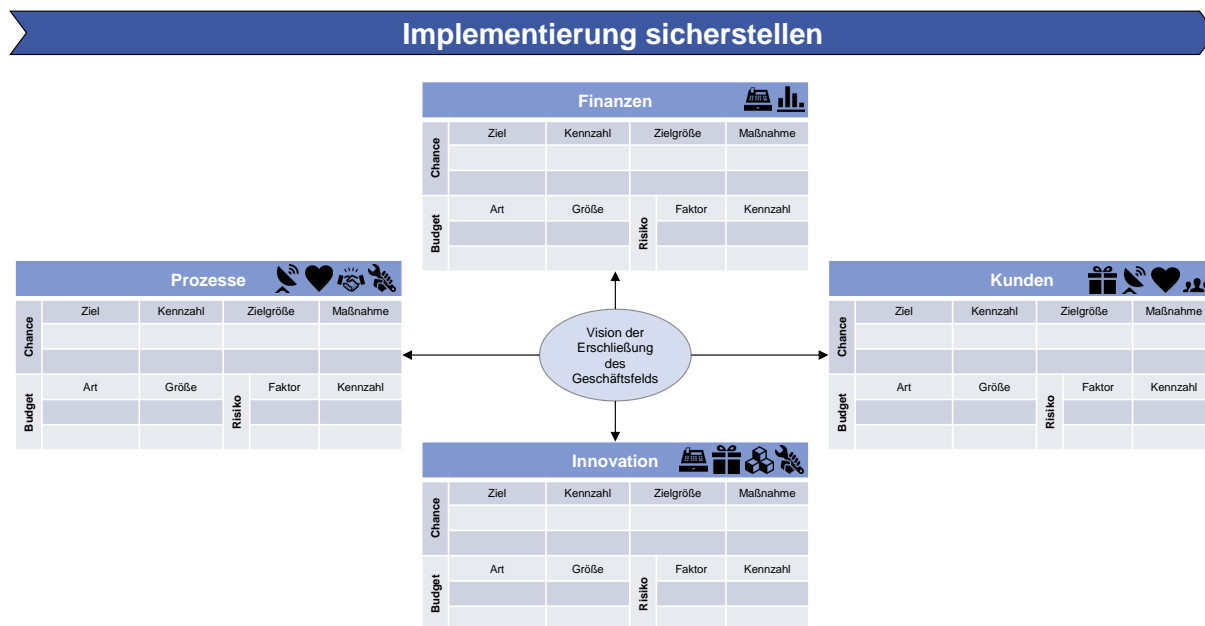 Implementierung sicherstellen
Finanzen
Chance
Ziel Kennzahl Zielgröße Maßnahme
Budget
Art Größe
Risiko
Faktor Kennzahl
Prozesse
Chance
Ziel Kennzahl Zielgröße Maßnahme
Budget
Art Größe
Risiko
Faktor Kennzahl
Vision der
Erschließung
des
Geschäftsfelds
Kunden
Chance
Ziel Kennzahl Zielgröße Maßnahme
Budget
Art Größe
Risiko
Faktor Kennzahl
Innovation
Chance
Ziel Kennzahl Zielgröße Maßnahme
Budget
Art Größe
Risiko
Faktor Kennzahl